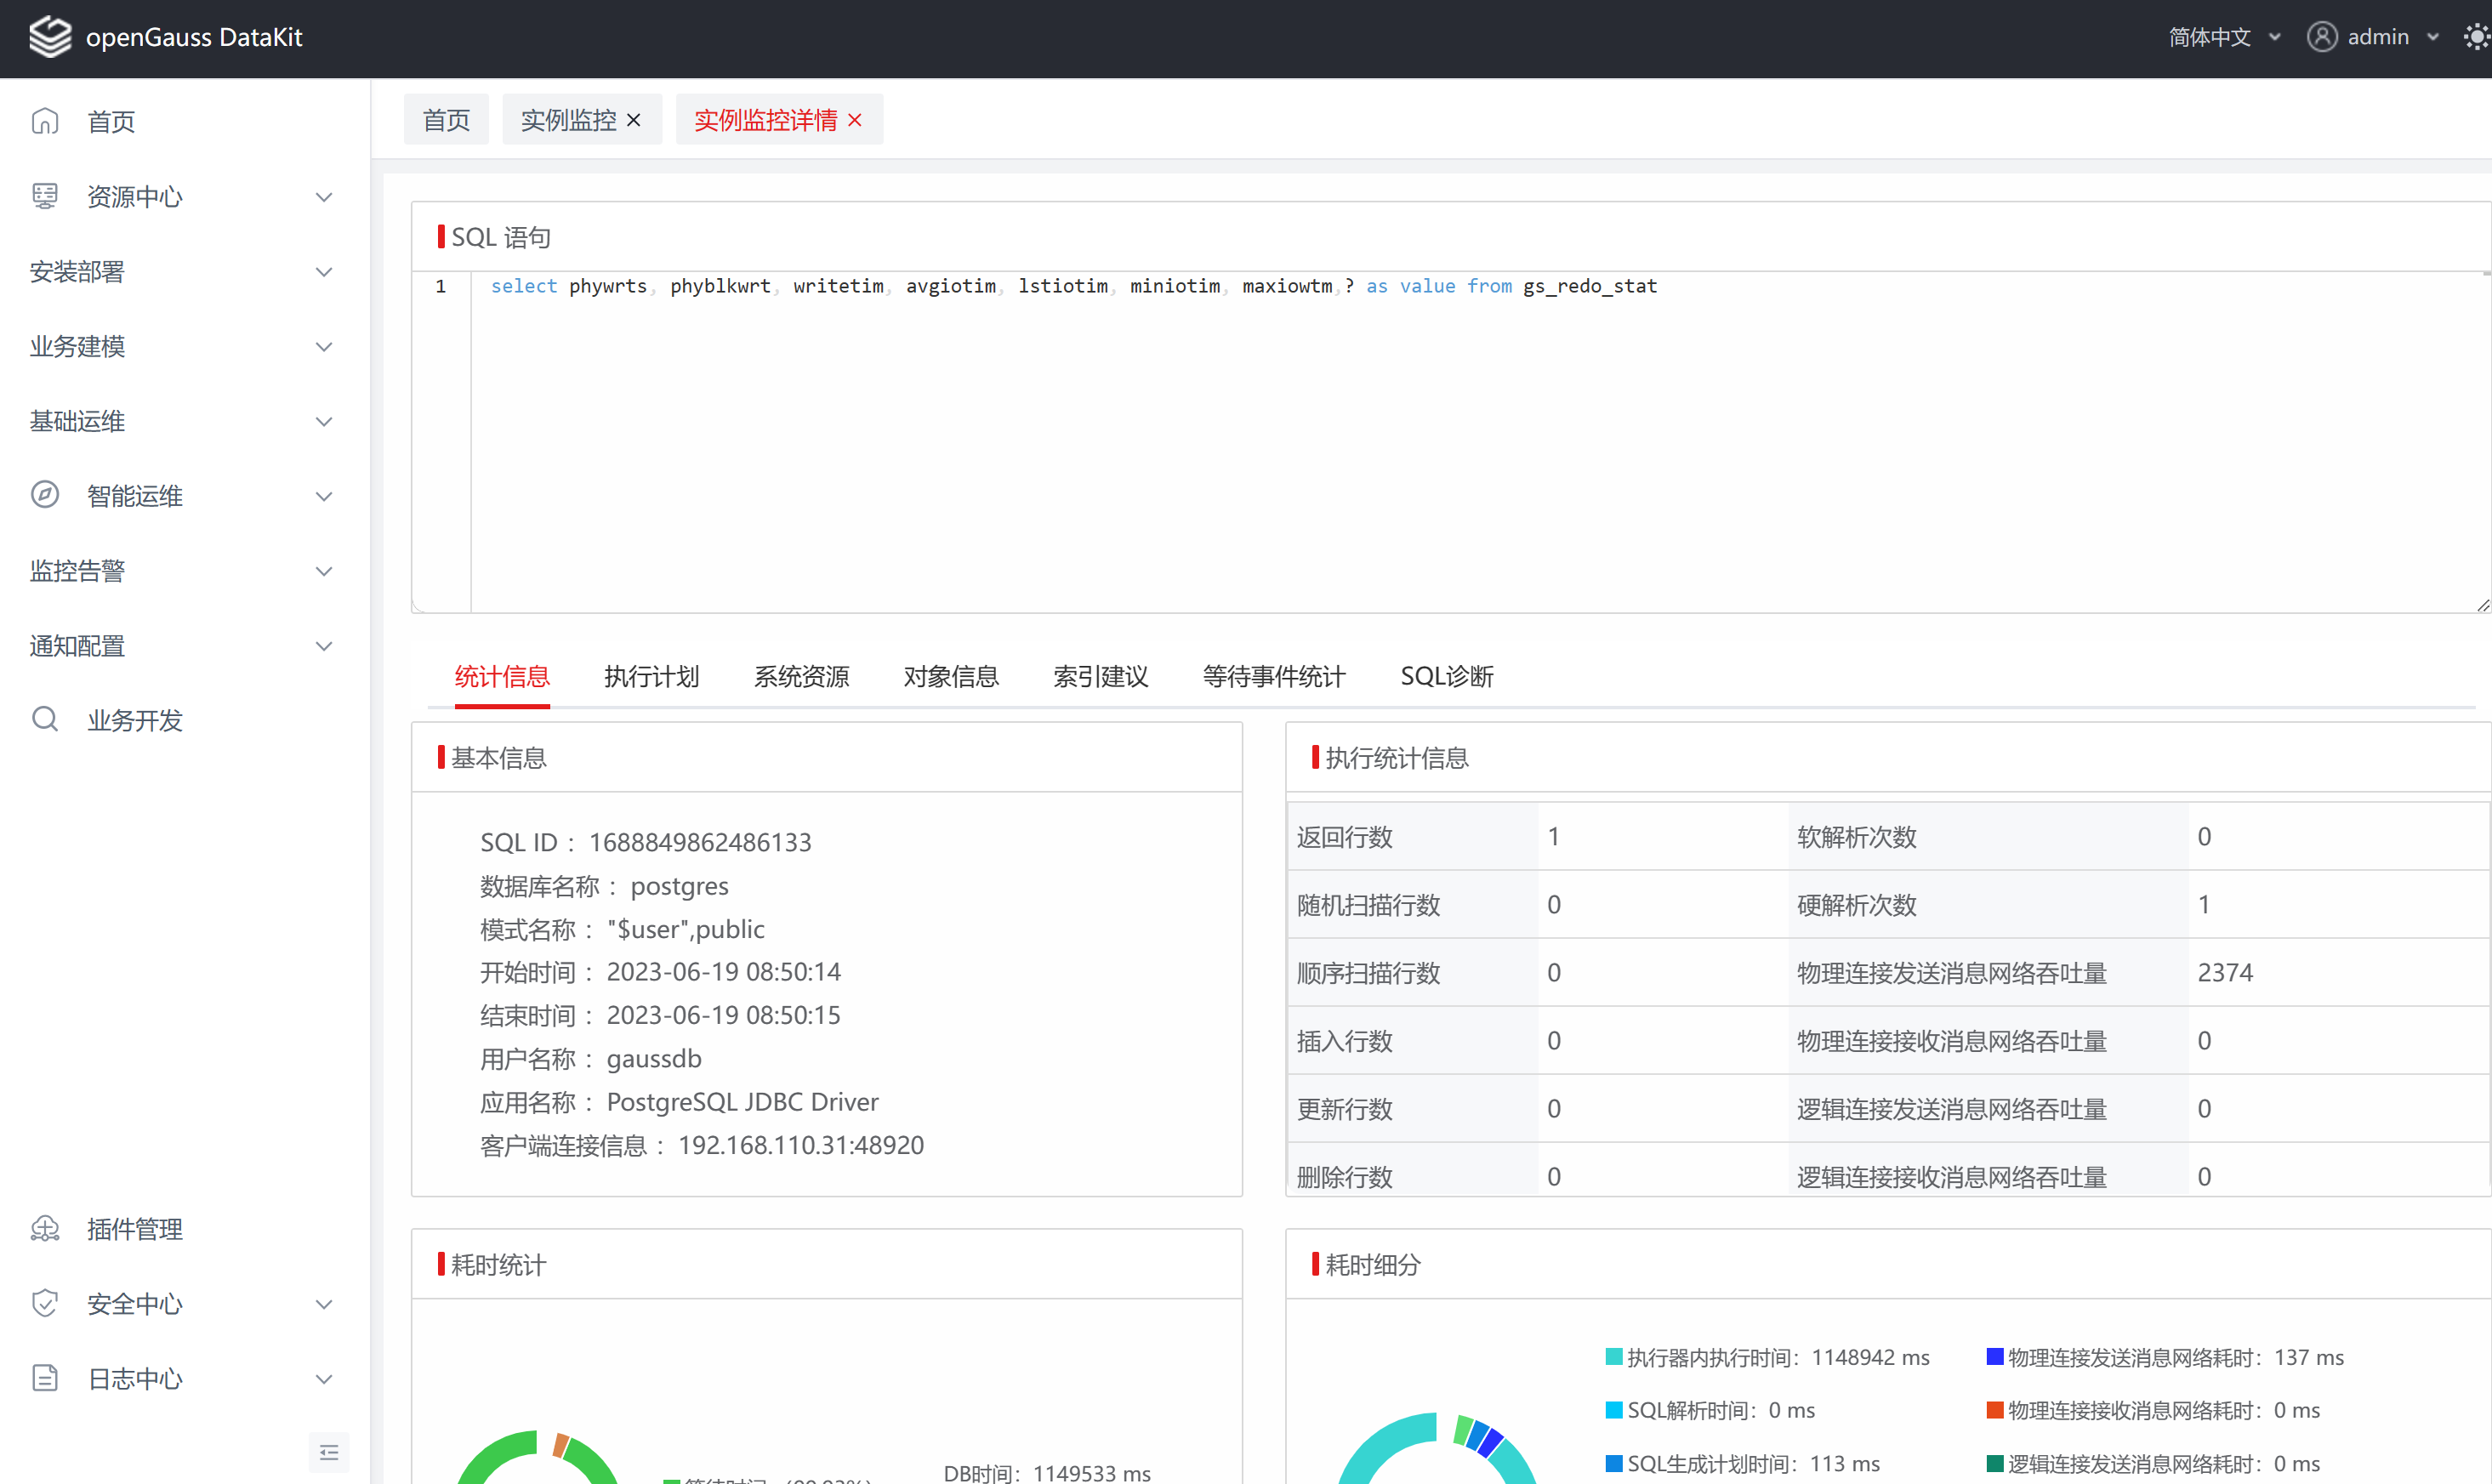 openGauss DataKit
简体中文
admin
首页
资源中心
安装部署
业务建模
基础运维
智能运维
监控告警
通知配置
业务开发
插件管理
安全中心
日志中心
首页
实例监控
实例监控详情
SQL 语句
1
select phywrts, phyblkwrt, writetim, avgiotim, lstiotim, miniotim, maxiowtm,? as value from gs_redo_stat
统计信息
执行计划
系统资源
对象信息
索引建议
等待事件统计
SQL诊断
基本信息
SQL ID： 1688849862486133
数据库名称： postgres
模式名称： "$user",public
开始时间： 2023-06-19 08:50:14
结束时间： 2023-06-19 08:50:15
用户名称： gaussdb
应用名称： PostgreSQL JDBC Driver
客户端连接信息： 192.168.110.31:48920
执行统计信息
返回行数 1 软解析次数 0
随机扫描行数 0 硬解析次数 1
顺序扫描行数 0 物理连接发送消息网络吞吐量 2374
插入行数 0 物理连接接收消息网络吞吐量 0
更新行数 0 逻辑连接发送消息网络吞吐量 0
删除行数 0 逻辑连接接收消息网络吞吐量 0
耗时统计
DB时间：1149533 ms
耗时细分
执行器内执行时间：1148942 ms 物理连接发送消息网络耗时：137 ms
SQL解析时间：0 ms 物理连接接收消息网络耗时：0 ms
SQL生成计划时间：113 ms 逻辑连接发送消息网络耗时：0 ms